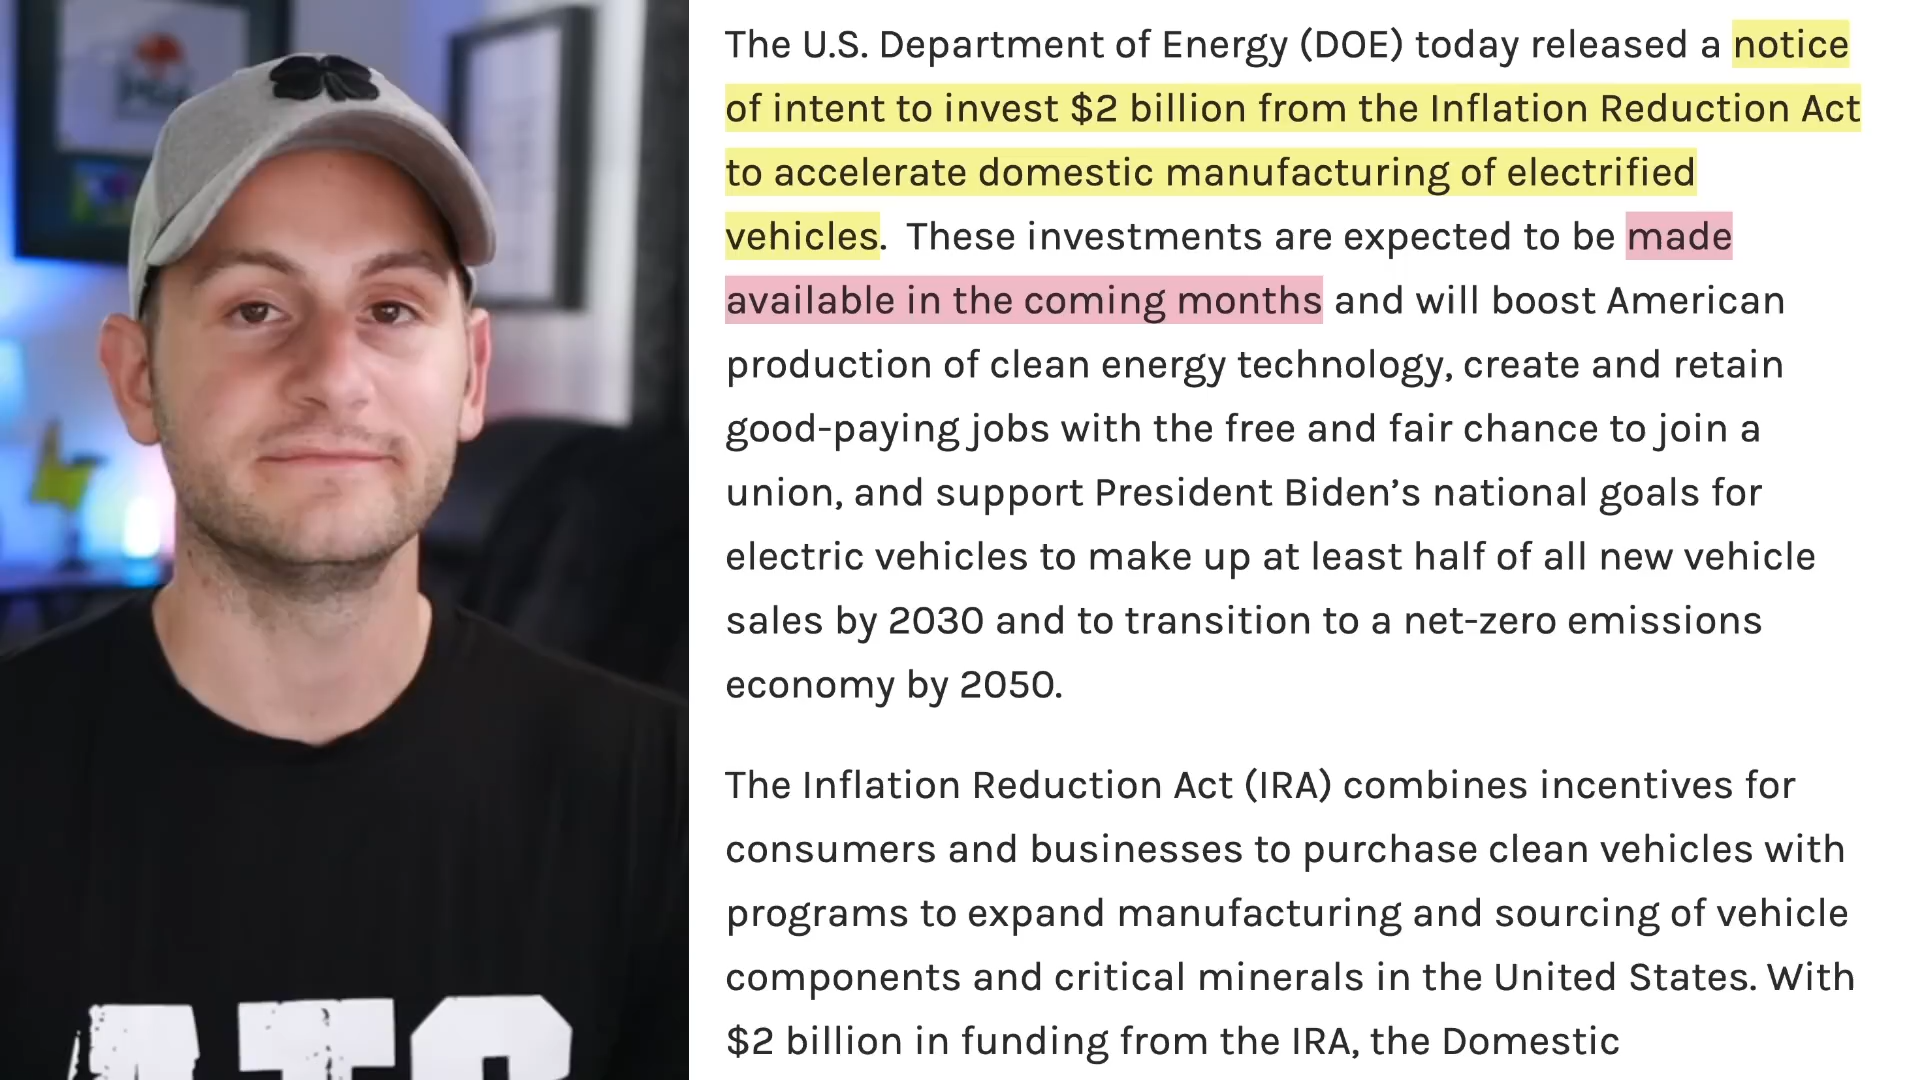 The U.S. Department of Energy (DOE) today released a notice
of intent to invest $2 billion from the Inflation Reduction Act
to accelerate domestic manufacturing of electrified
vehicles. These investments are expected to be made
available in the coming months and will boost American
production of clean energy technology, create and retain
good-paying jobs with the free and fair chance to join a
union, and support President Biden’s national goals for
electric vehicles to make up at least half of all new vehicle
sales by 2030 and to transition to a net-zero emissions
economy by 2050.
The Inflation Reduction Act (IRA) combines incentives for
consumers and businesses to purchase clean vehicles with
programs to expand manufacturing and sourcing of vehicle
components and critical minerals in the United States. With
$2 billion in funding from the IRA, the Domestic